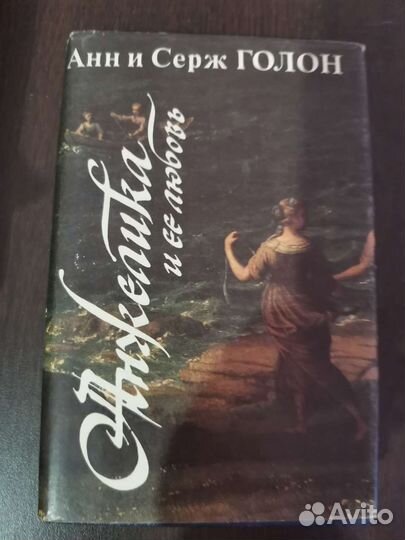 Анн и Серж ГОЛОН
Анжелика
и ее любовь
Avito